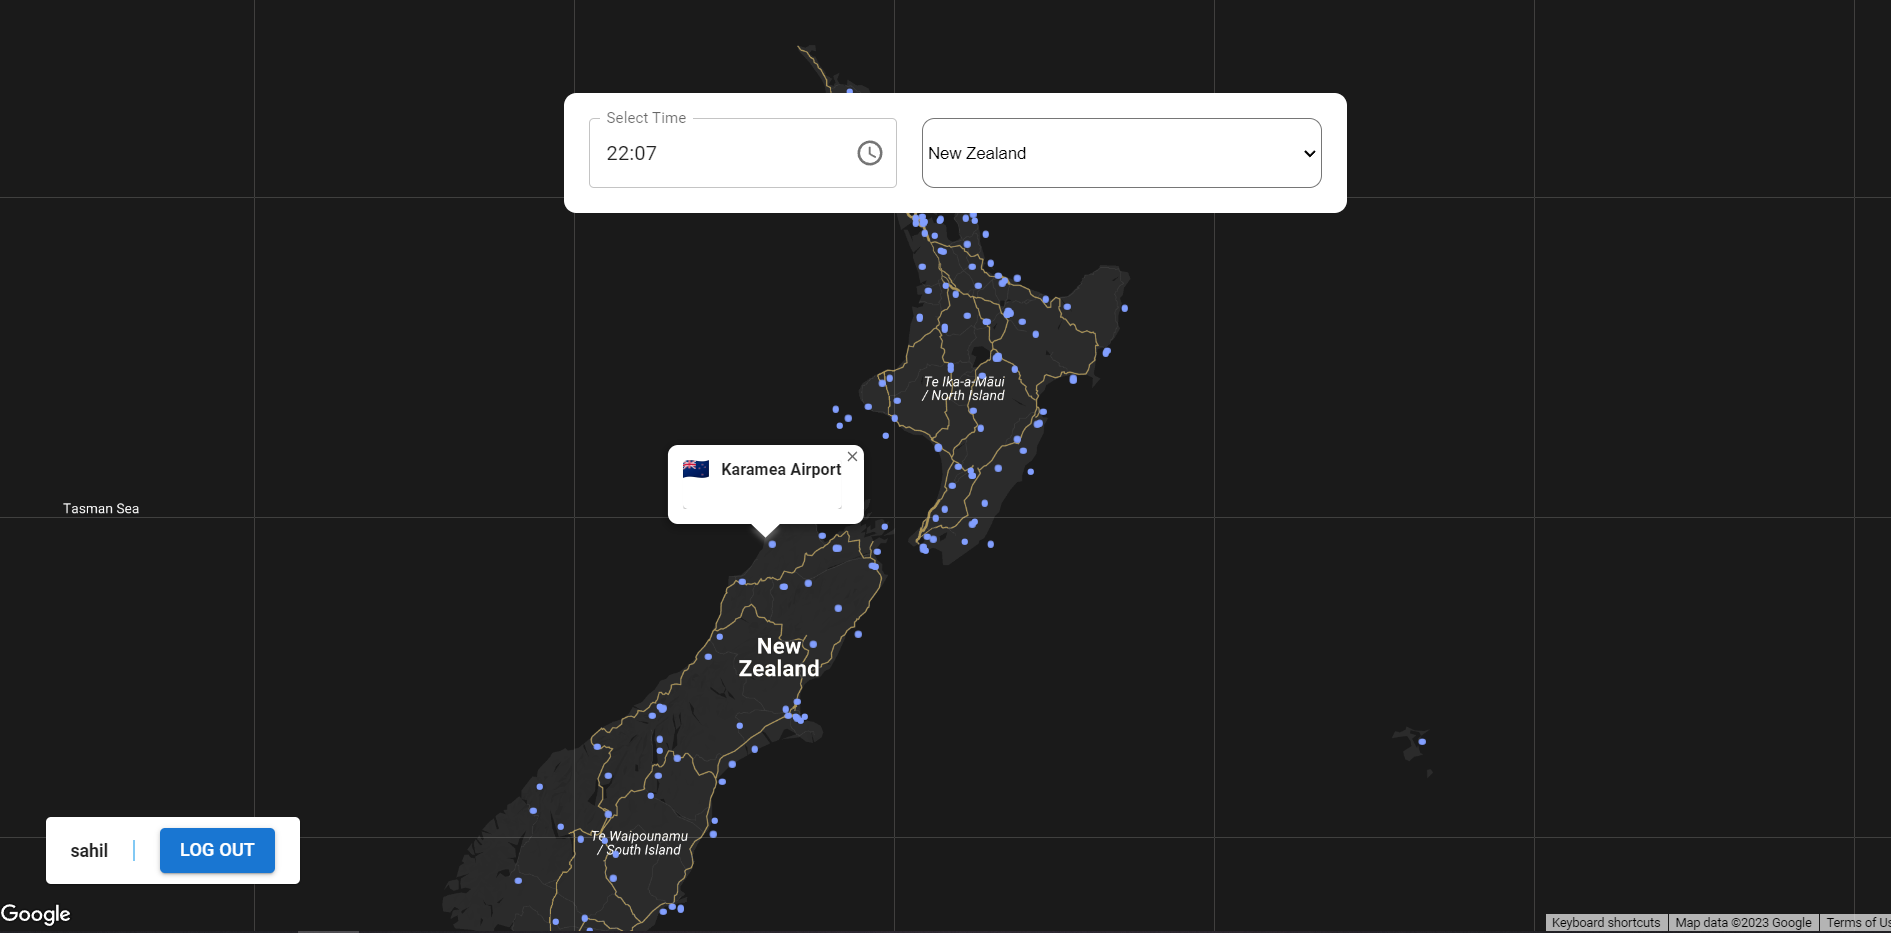 Select Time
22:07
New Zealand
Te Ika-a-Māui
/ North Island
Karamea Airport
Tasman Sea
New
Zealand
Te Waipounamu
/ South Island
sahil
LOG OUT
Google
Keyboard shortcuts
Map data ©2023 Google
Terms of Us